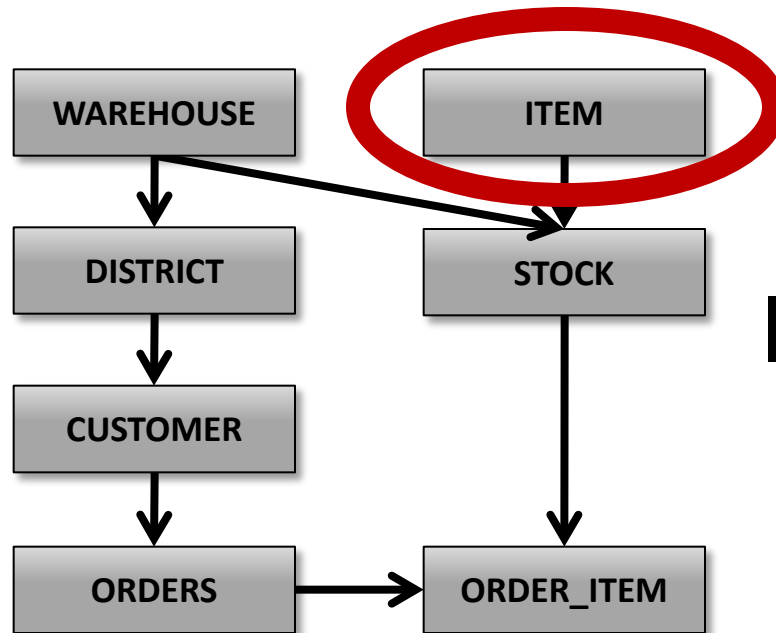 WAREHOUSE
ITEM
DISTRICT
STOCK
CUSTOMER
ORDERS
ORDER_ITEM